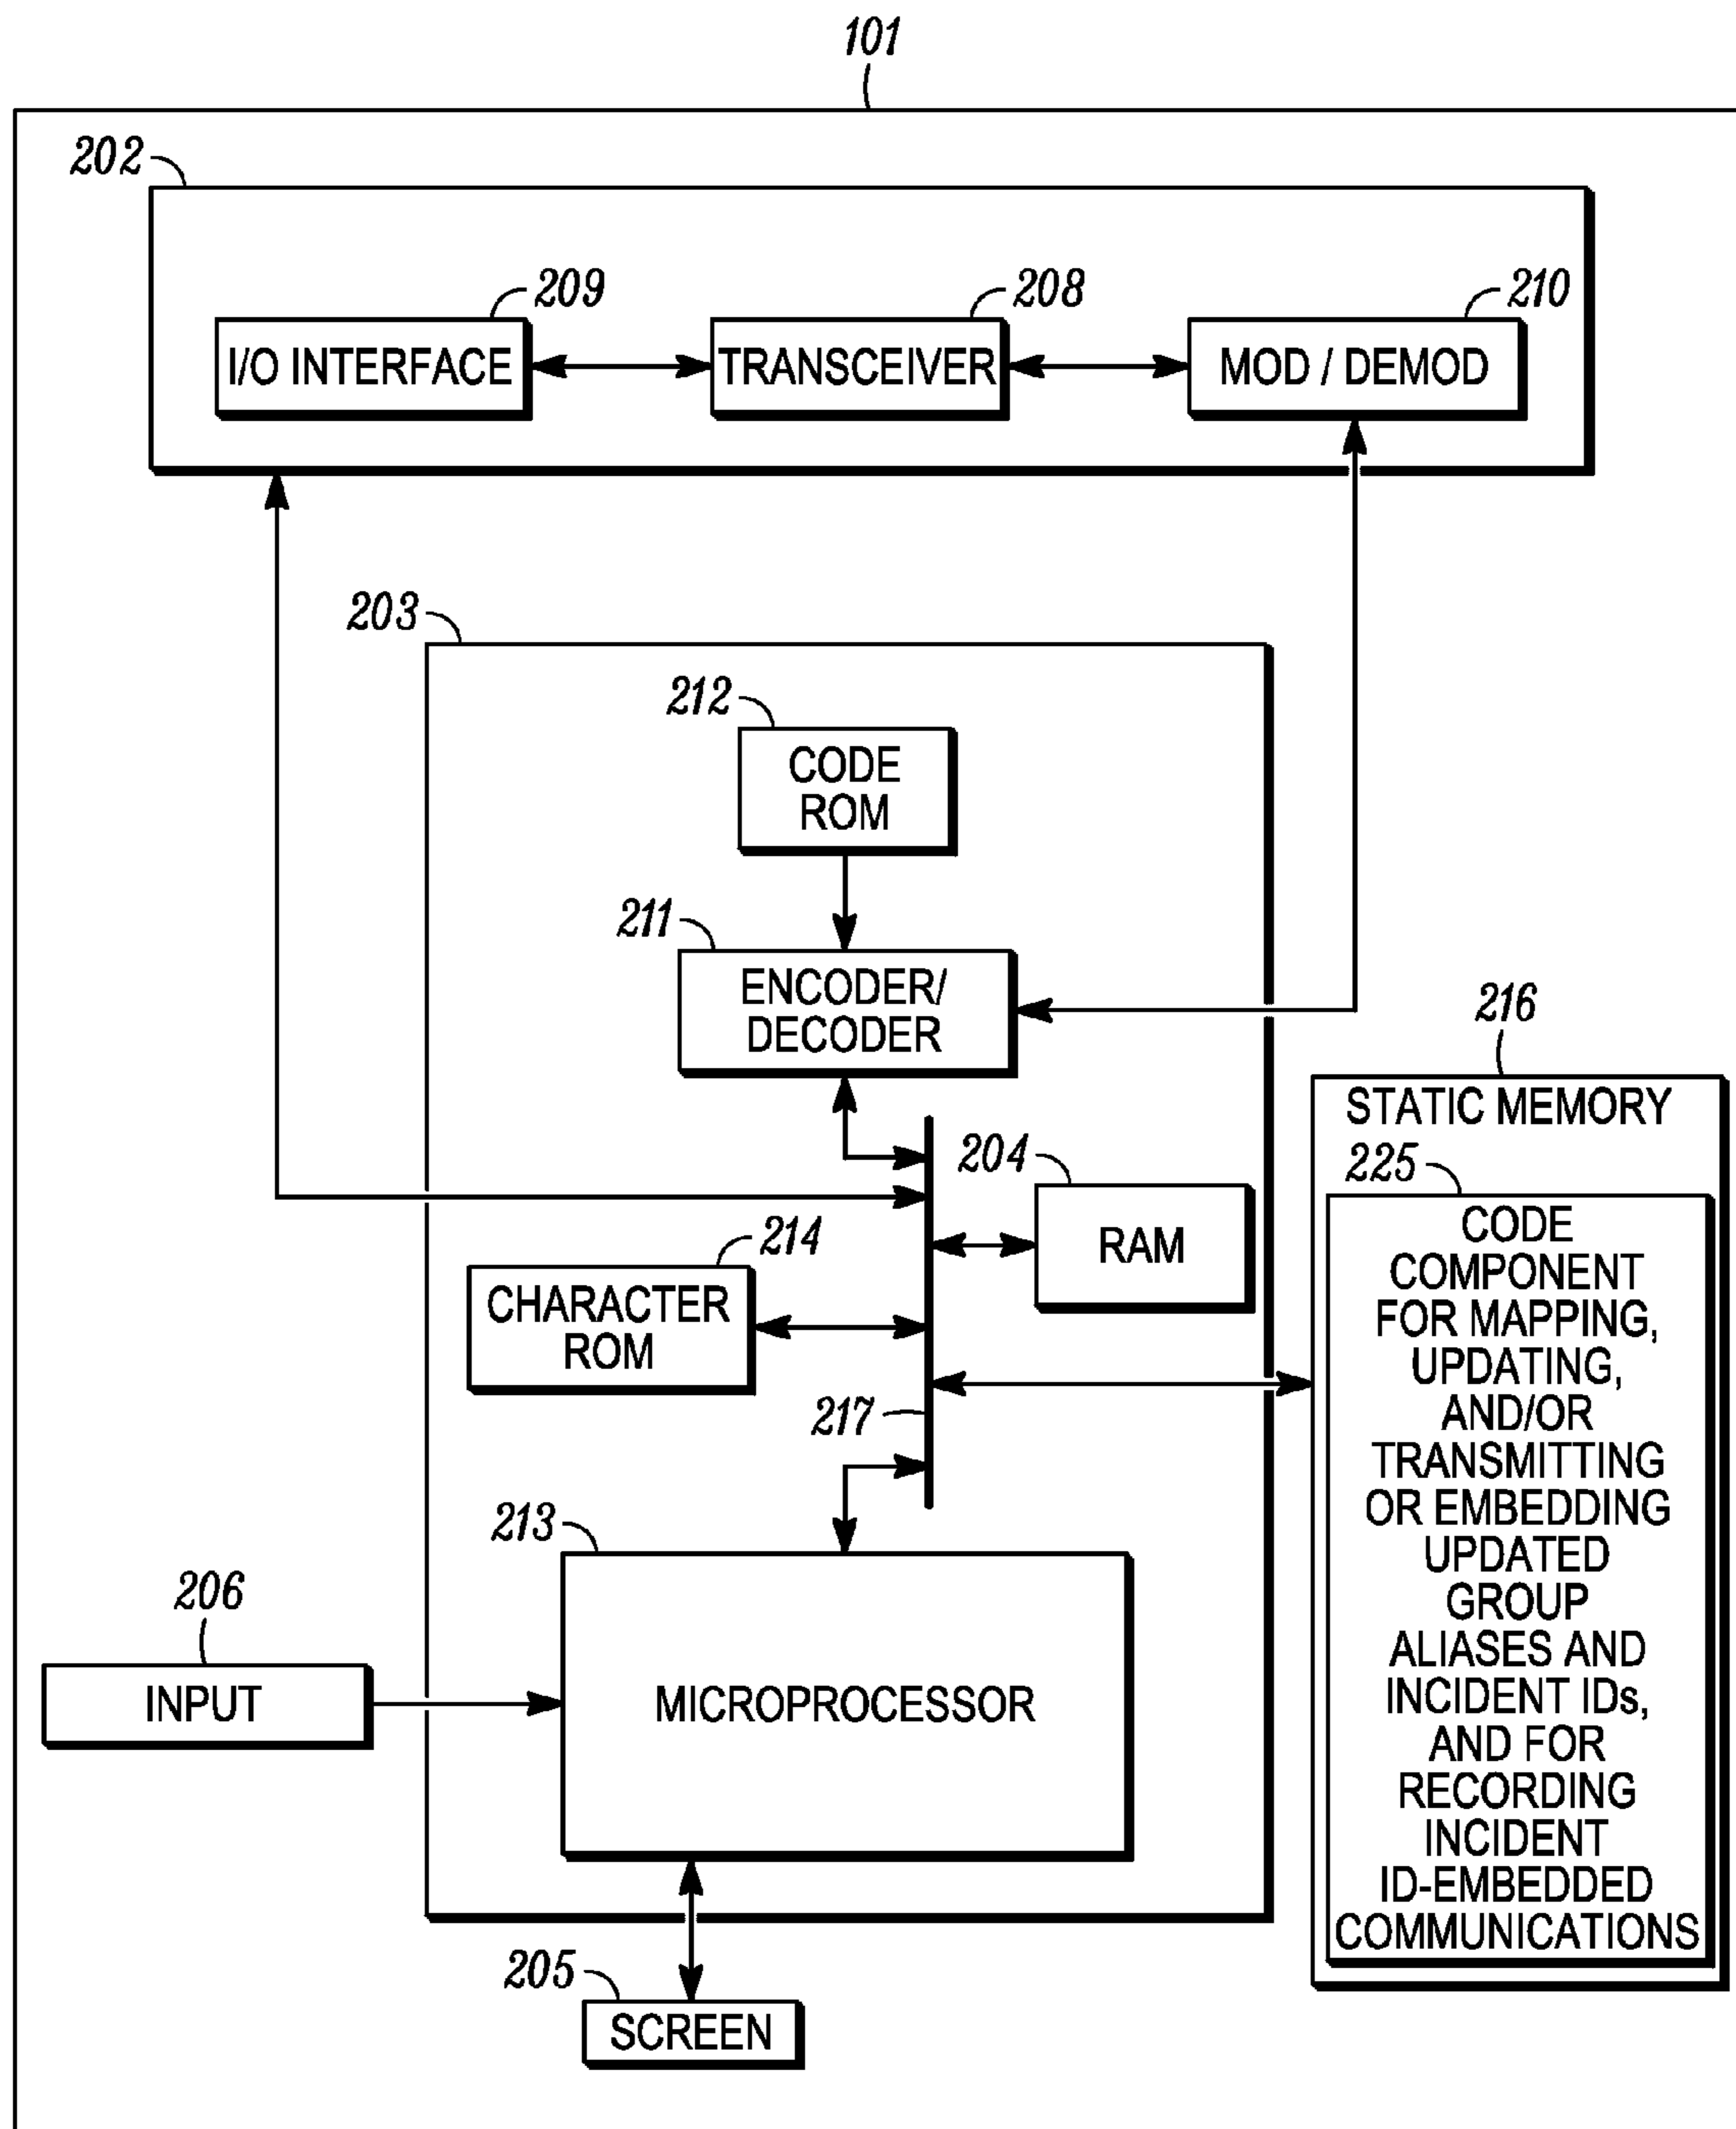 101
202
209
208
210
I/O INTERFACE
TRANSCEIVER
MOD / DEMOD
203
212
CODE
ROM
211
ENCODER/
DECODER
216
STATIC MEMORY
204
225
RAM
214
CHARACTER
ROM
CODE
COMPONENT
FOR MAPPING,
UPDATING,
AND/OR
TRANSMITTING
OR EMBEDDING
UPDATED
GROUP
ALIASES AND
INCIDENT IDs,
AND FOR
RECORDING
INCIDENT
ID-EMBEDDED
COMMUNICATIONS
217
213
206
INPUT
MICROPROCESSOR
205
SCREEN